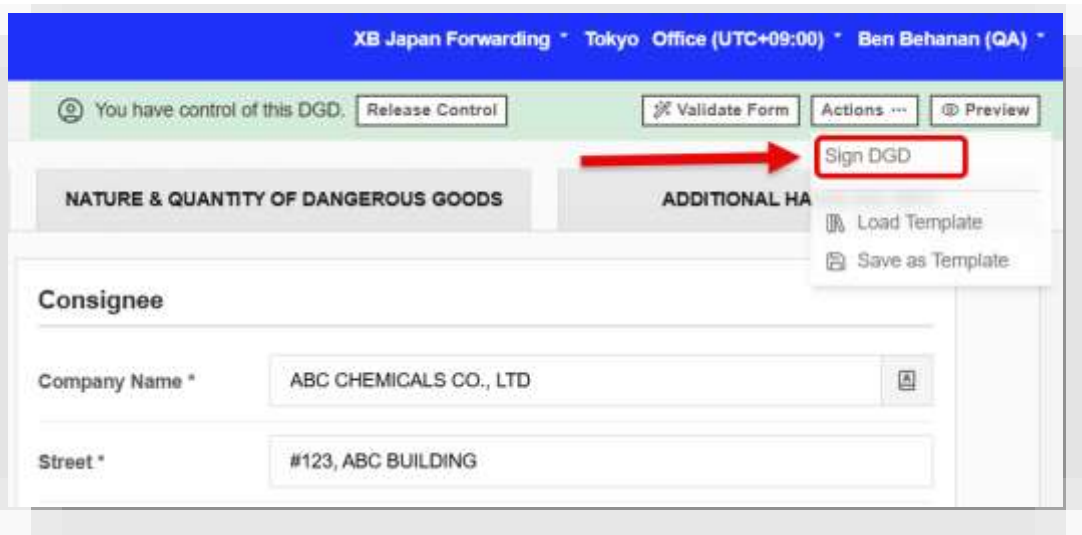 XB Japan Forwarding Tokyo Office (UTC+09:00) Ben Behanan (QA)
You have control of this DGD. Release Control Validate Form Actions ··· Preview
Sign DGD
NATURE & QUANTITY OF DANGEROUS GOODS ADDITIONAL HA
Load Template
Save as Template
Consignee
Company Name * ABC CHEMICALS CO., LTD
Street * #123, ABC BUILDING